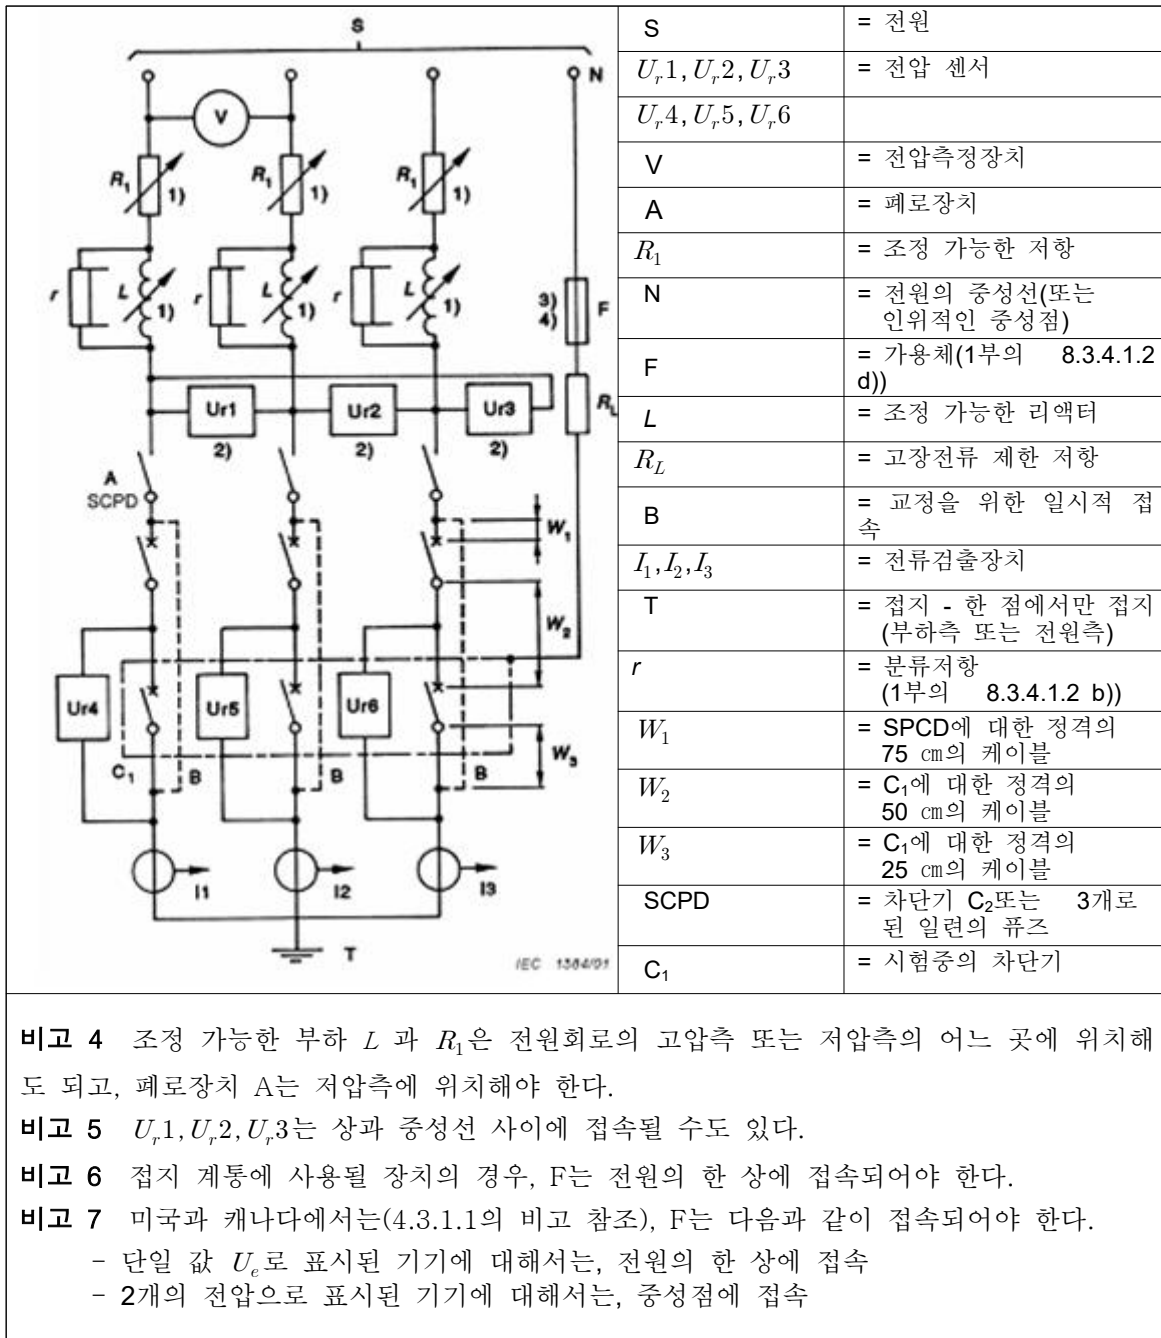 S
N
V
R₁
1)
R₁
1)
R₁
1)
r
L
1)
r
L
1)
r
L
1)
3)
4)
F
Ur1
Ur2
Ur3
R_L
2)
2)
2)
A
SCPD
W₁
W₂
Ur4
Ur5
Ur6
W₃
C₁
B
B
B
I1
I2
I3
T
IEC 1384/01
S = 전원
U_r1, U_r2, U_r3 = 전압 센서
U_r4, U_r5, U_r6
V = 전압측정장치
A = 폐로장치
R₁ = 조정 가능한 저항
N = 전원의 중성선(또는
인위적인 중성점)
F = 가용체(1부의 8.3.4.1.2
d))
L = 조정 가능한 리액터
R_L = 고장전류 제한 저항
B = 교정을 위한 일시적 접
속
I₁, I₂, I₃ = 전류검출장치
T = 접지 - 한 점에서만 접지
(부하측 또는 전원측)
r = 분류저항
(1부의 8.3.4.1.2 b))
W₁ = SPCD에 대한 정격의
75 ㎝의 케이블
W₂ = C₁에 대한 정격의
50 ㎝의 케이블
W₃ = C₁에 대한 정격의
25 ㎝의 케이블
SCPD = 차단기 C₂또는 3개로
된 일련의 퓨즈
C₁ = 시험중의 차단기
비고 4 조정 가능한 부하 L 과 R₁은 전원회로의 고압측 또는 저압측의 어느 곳에 위치해
도 되고, 폐로장치 A는 저압측에 위치해야 한다.
비고 5 U_r1, U_r2, U_r3는 상과 중성선 사이에 접속될 수도 있다.
비고 6 접지 계통에 사용될 장치의 경우, F는 전원의 한 상에 접속되어야 한다.
비고 7 미국과 캐나다에서는(4.3.1.1의 비고 참조), F는 다음과 같이 접속되어야 한다.
- 단일 값 U_e로 표시된 기기에 대해서는, 전원의 한 상에 접속
- 2개의 전압으로 표시된 기기에 대해서는, 중성점에 접속